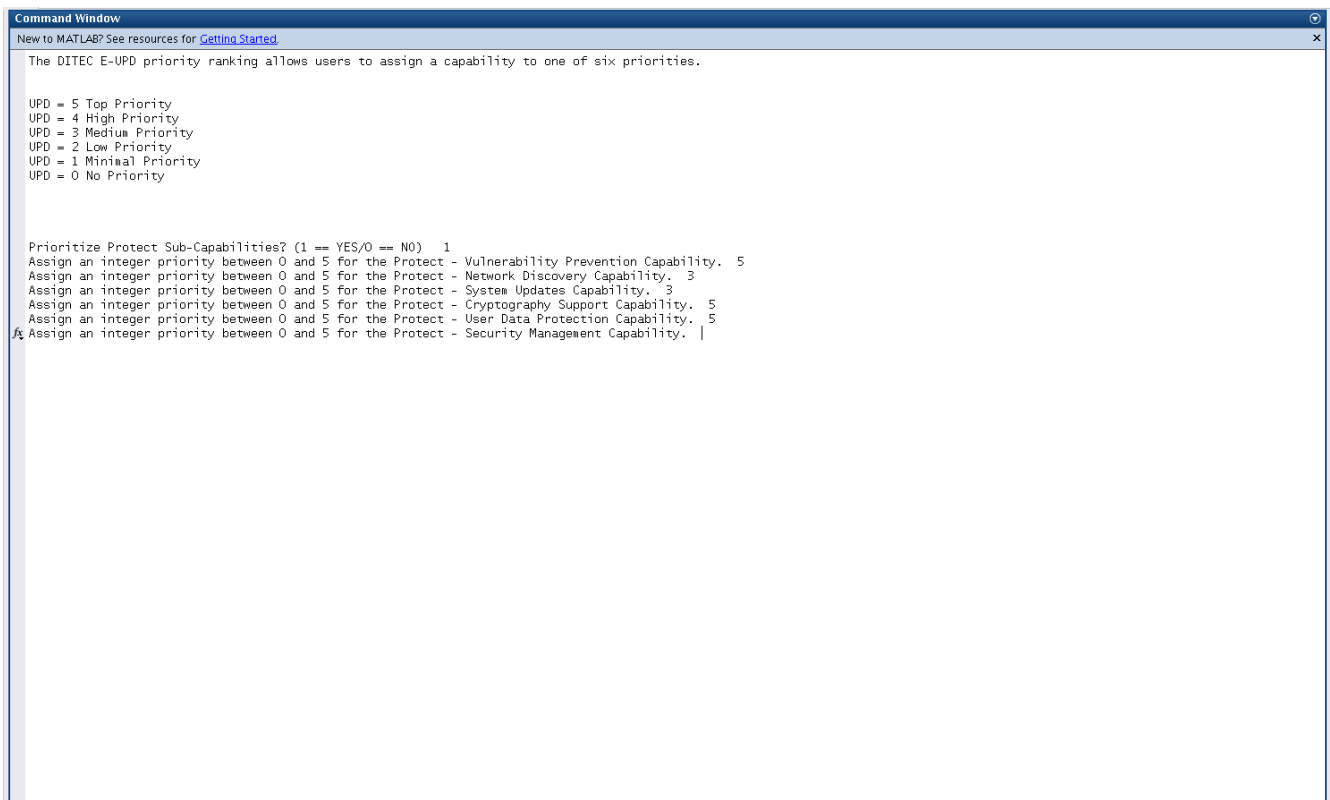 Command Window
New to MATLAB? See resources for Getting Started.
The DITEC E-UPD priority ranking allows users to assign a capability to one of six priorities.
UPD = 5 Top Priority
UPD = 4 High Priority
UPD = 3 Medium Priority
UPD = 2 Low Priority
UPD = 1 Minimal Priority
UPD = 0 No Priority
Prioritize Protect Sub-Capabilities? (1 == YES/0 == NO) 1
Assign an integer priority between 0 and 5 for the Protect - Vulnerability Prevention Capability. 5
Assign an integer priority between 0 and 5 for the Protect - Network Discovery Capability. 3
Assign an integer priority between 0 and 5 for the Protect - System Updates Capability. 3
Assign an integer priority between 0 and 5 for the Protect - Cryptography Support Capability. 5
Assign an integer priority between 0 and 5 for the Protect - User Data Protection Capability. 5
fx Assign an integer priority between 0 and 5 for the Protect - Security Management Capability.